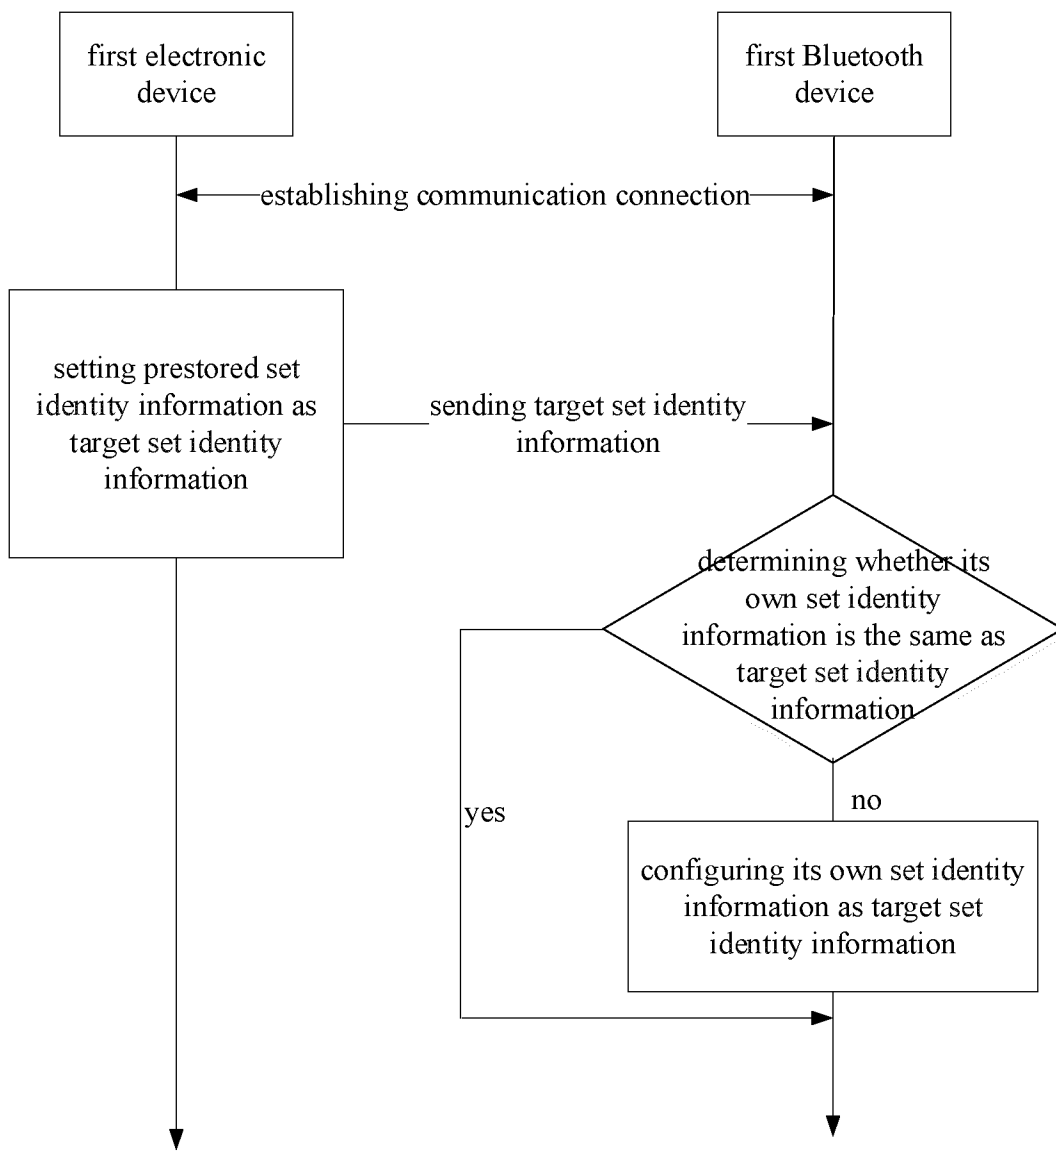 first electronic
device
first Bluetooth
device
establishing communication connection
setting prestored set
identity information as
target set identity
information
sending target set identity
information
determining whether its
own set identity
information is the same as
target set identity
information
yes
no
configuring its own set identity
information as target set
identity information